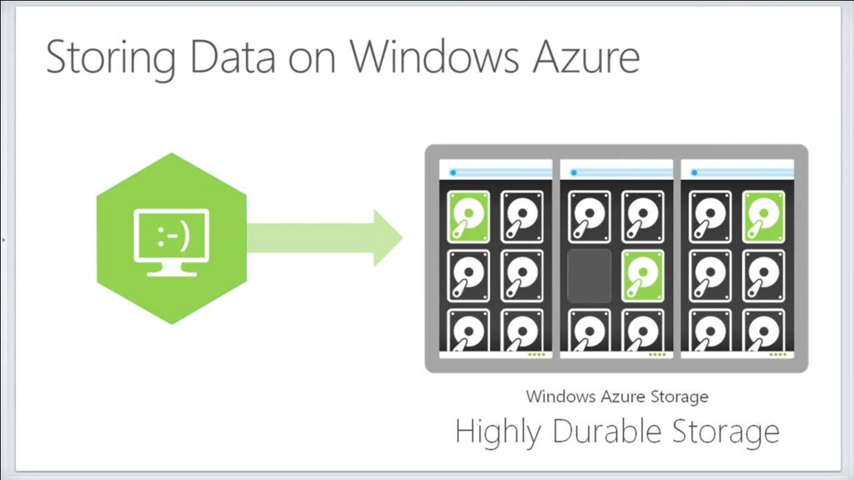 Storing Data on Windows Azure
:-)
Windows Azure Storage
Highly Durable Storage